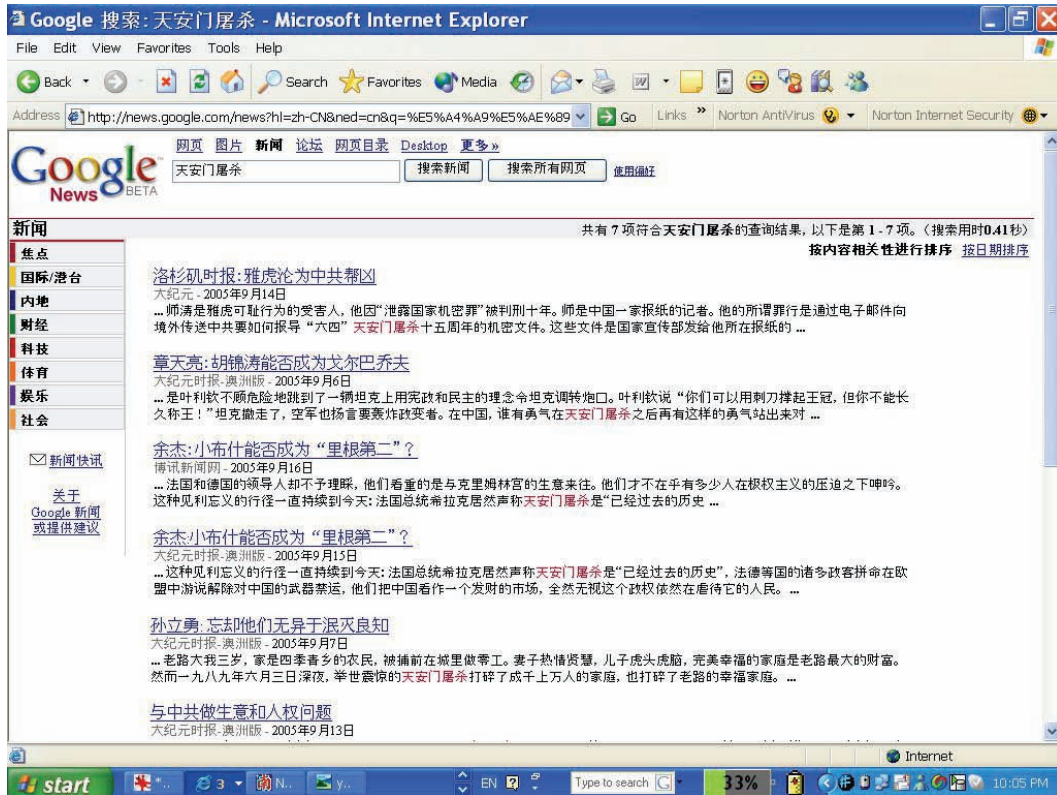 Google 搜索: 天安门屠杀 - Microsoft Internet Explorer
File Edit View Favorites Tools Help
Back Search Favorites Media
Address http://news.google.com/news?hl=zh-CN&ned=cn&q=%E5%A4%A9%E5%AE%89 Go Links » Norton AntiVirus Norton Internet Security
网页 图片 新闻 论坛 网页目录 Desktop 更多»
Google News BETA
天安门屠杀 搜索新闻 搜索所有网页 使用偏好
新闻 共有 7 项符合天安门屠杀的查询结果, 以下是第 1 - 7 项。(搜索用时0.41秒)
按内容相关性进行排序 按日期排序
焦点
国际/港台
内地
财经
科技
体育
娱乐
社会
新闻快讯
关于
Google 新闻
或提供建议
洛杉矶时报: 雅虎沦为中共帮凶
大纪元 - 2005年9月14日
... 师涛是雅虎可耻行为的受害人, 他因“泄露国家机密罪”被判刑十年。师是中国一家报纸的记者。他的所谓罪行是通过电子邮件向
境外传送中共要如何报导“六四”天安门屠杀十五周年的机密文件。这些文件是国家宣传部发给他所在报纸的 ...
章天亮: 胡锦涛能否成为戈尔巴乔夫
大纪元时报-澳洲版 - 2005年9月6日
... 是叶利钦不顾危险地跳到了一辆坦克上用宪政和民主的理念令坦克调转炮口。叶利钦说“你们可以用刺刀撑起王冠, 但你不能长
久称王！”坦克撤走了, 空军也扬言要轰炸政变者。在中国, 谁有勇气在天安门屠杀之后再有这样的勇气站出来对 ...
余杰: 小布什能否成为“里根第二”？
博讯新闻网 - 2005年9月16日
... 法国和德国的领导人却不予理睬, 他们看重的是与克里姆林宫的生意来往。他们才不在乎有多少人在极权主义的压迫之下呻吟。
这种见利忘义的行径一直持续到今天: 法国总统希拉克居然声称天安门屠杀是“已经过去的历史 ...
余杰: 小布什能否成为“里根第二”？
大纪元时报-澳洲版 - 2005年9月15日
... 这种见利忘义的行径一直持续到今天: 法国总统希拉克居然声称天安门屠杀是“已经过去的历史”, 法德等国的诸多政客拼命在欧
盟中游说解除对中国的武器禁运, 他们把中国看作一个发财的市场, 全然无视这个政权依然在虐待它的人民。 ...
孙立勇: 忘却他们无异于泯灭良知
大纪元时报-澳洲版 - 2005年9月7日
... 老路大我三岁, 家是四季青乡的农民, 被捕前在城里做零工。妻子热情贤慧, 儿子虎头虎脑, 完美幸福的家庭是老路最大的财富。
然而一九八九年六月三日深夜, 举世震惊的天安门屠杀打碎了成千上万人的家庭, 也打碎了老路的幸福家庭。 ...
与中共做生意和人权问题
大纪元时报-澳洲版 - 2005年9月13日
Internet
start 3 N.. y.. EN Type to search 33% 10:05 PM